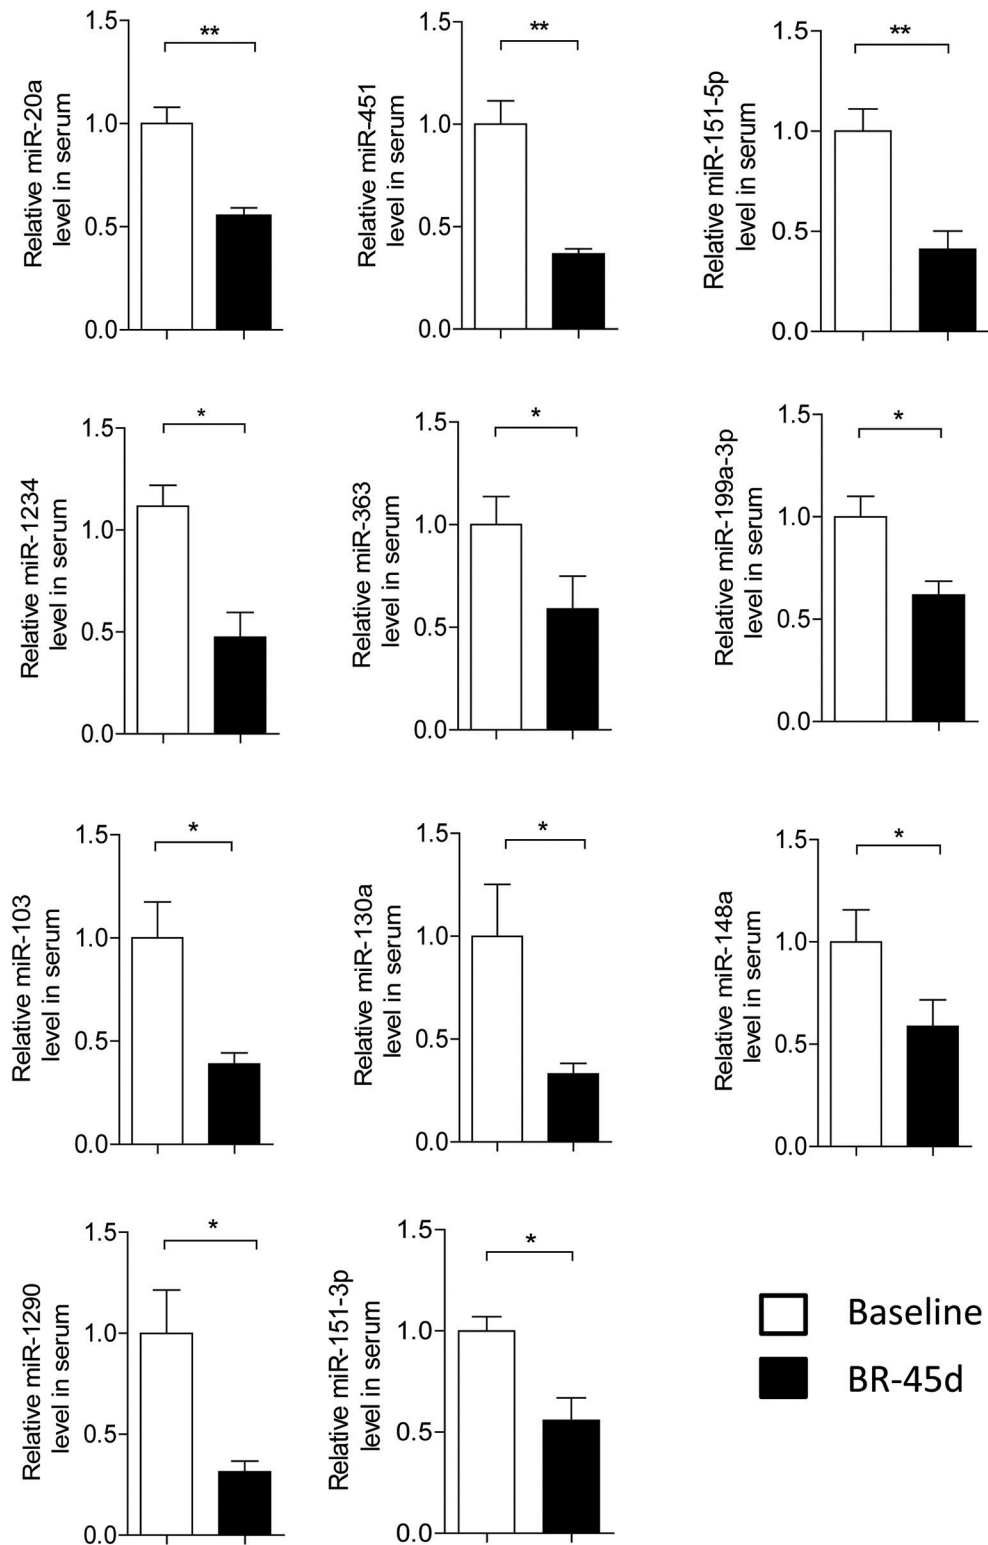 Relative miR-20a
level in serum
1.5
1.0
0.5
0.0
**
Relative miR-451
level in serum
1.5
1.0
0.5
0.0
**
Relative miR-151-5p
level in serum
1.5
1.0
0.5
0.0
**
Relative miR-1234
level in serum
1.5
1.0
0.5
0.0
*
Relative miR-363
level in serum
1.5
1.0
0.5
0.0
*
Relative miR-199a-3p
level in serum
1.5
1.0
0.5
0.0
*
Relative miR-103
level in serum
1.5
1.0
0.5
0.0
*
Relative miR-130a
level in serum
1.5
1.0
0.5
0.0
*
Relative miR-148a
level in serum
1.5
1.0
0.5
0.0
*
Relative miR-1290
level in serum
1.5
1.0
0.5
0.0
*
Relative miR-151-3p
level in serum
1.5
1.0
0.5
0.0
*
Baseline
BR-45d